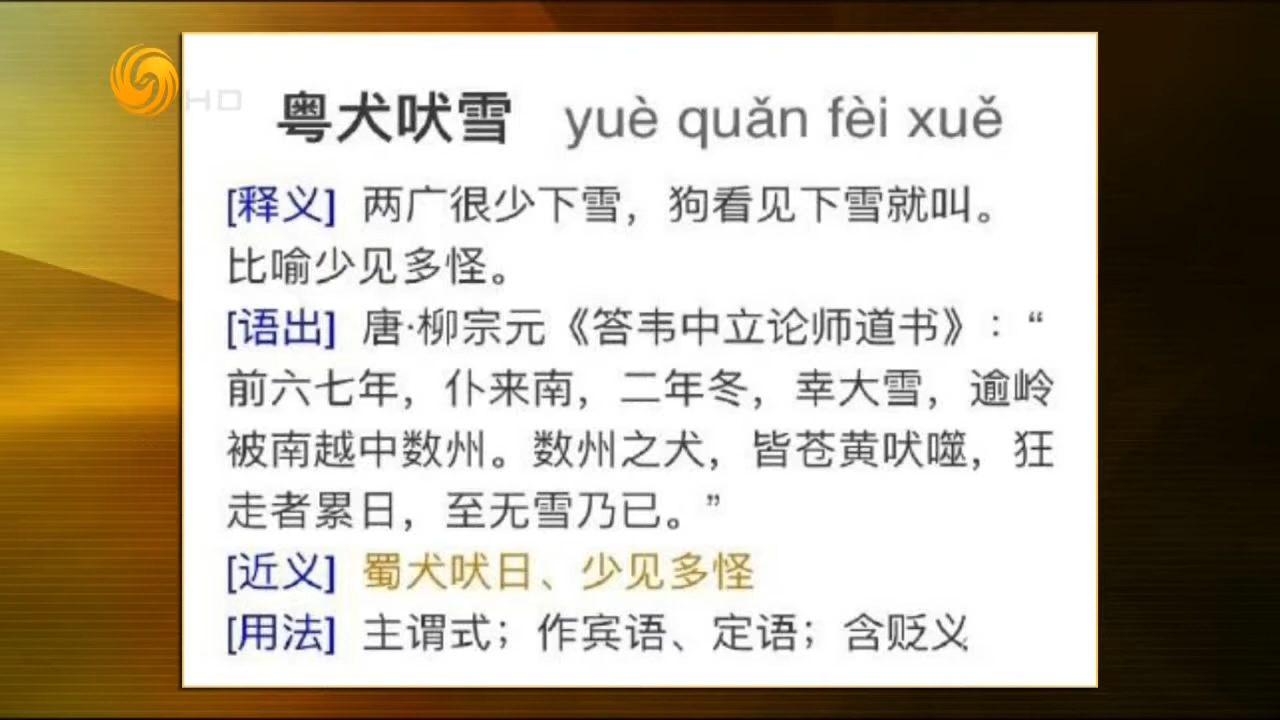 HD
粤犬吠雪 yuè quǎn fèi xuě
[释义] 两广很少下雪，狗看见下雪就叫。
比喻少见多怪。
[语出] 唐·柳宗元《答韦中立论师道书》：“
前六七年，仆来南，二年冬，幸大雪，逾岭
被南越中数州。数州之犬，皆苍黄吠噬，狂
走者累日，至无雪乃已。”
[近义] 蜀犬吠日、少见多怪
[用法] 主谓式；作宾语、定语；含贬义